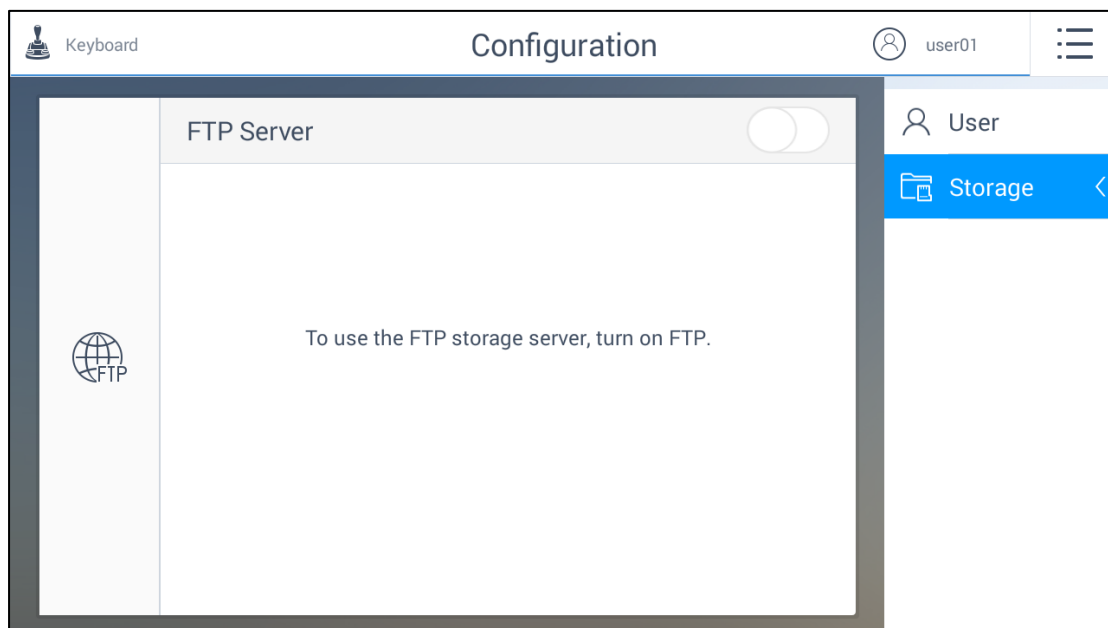 Keyboard
Configuration
user01
FTP Server
User
Storage
To use the FTP storage server, turn on FTP.
FTP